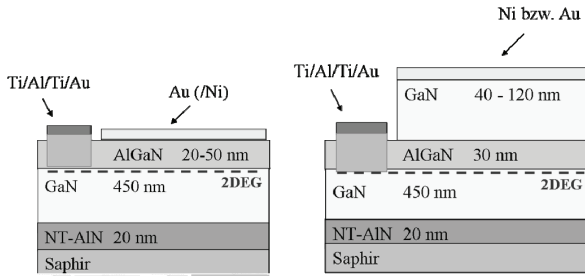 Ti/Al/Ti/Au
Au (/Ni)
AlGaN 20-50 nm
2DEG
GaN 450 nm
NT-AlN 20 nm
Saphir
Ni bzw. Au
Ti/Al/Ti/Au
GaN 40 - 120 nm
AlGaN 30 nm
2DEG
GaN 450 nm
NT-AlN 20 nm
Saphir